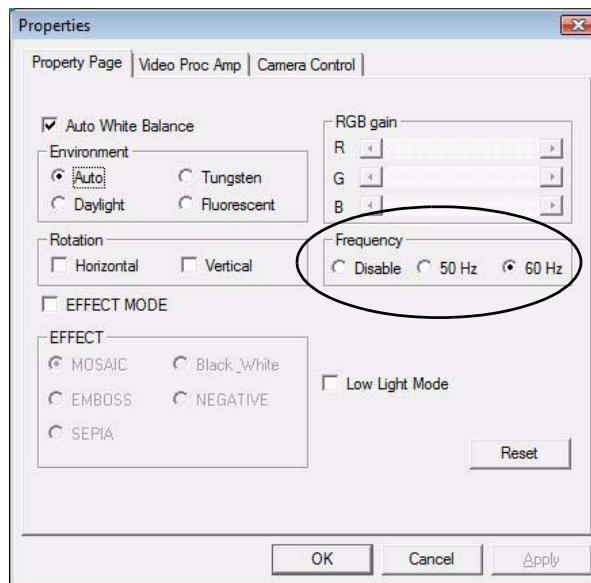 Properties
Property Page Video Proc Amp Camera Control
Auto White Balance
Environment
Auto Tungsten
Daylight Fluorescent
RGB gain
R
G
B
Rotation
Horizontal Vertical
Frequency
Disable 50 Hz 60 Hz
EFFECT MODE
EFFECT
MOSAIC Black_White
EMBOSS NEGATIVE
SEPIA
Low Light Mode
Reset
OK Cancel Apply